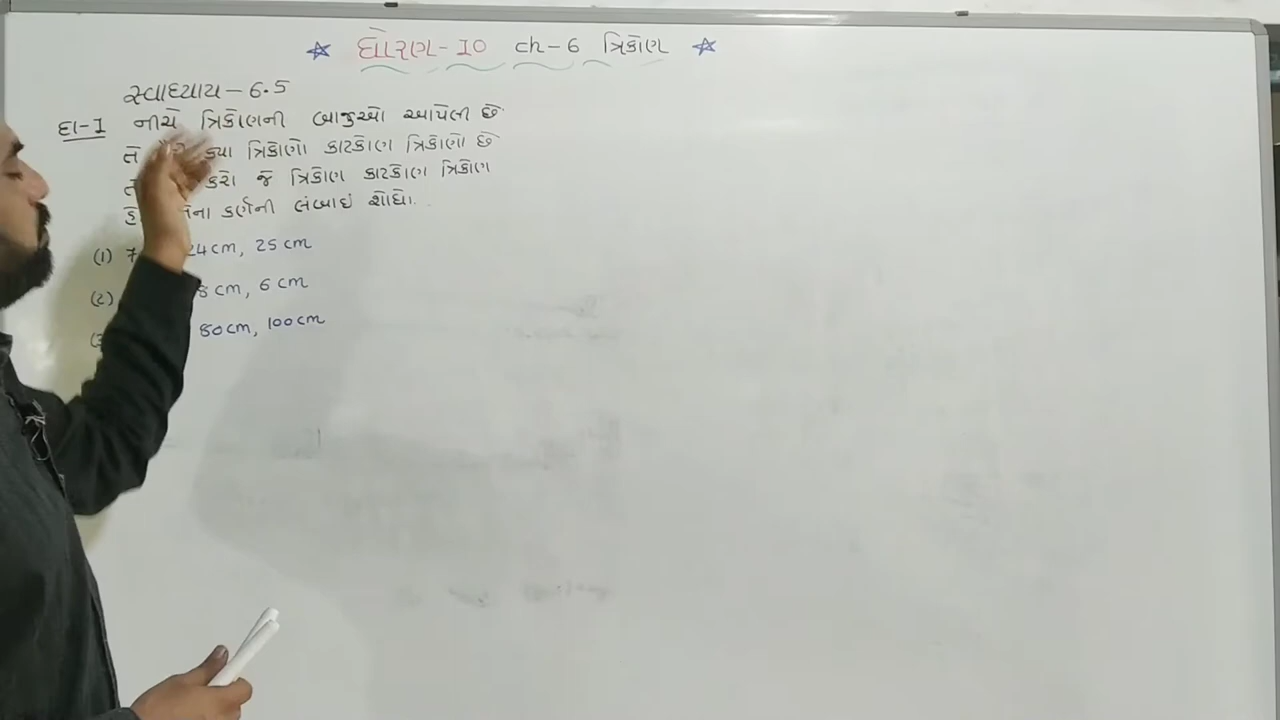 ધોરણ-10 ch-6 ત્રિકોણ
સ્વાધ્યાય-6.5
દા-1 નીચે ત્રિકોણની બાજુઓ આપેલી છે
તે ક્યા ત્રિકોણો કાટકોણ ત્રિકોણો છે
કરો જે ત્રિકોણ કાટકોણ ત્રિકોણ
કર્ણની લંબાઇ શોધો.
(1) 7 24cm, 25 cm
(2) 8 cm, 6 cm
80cm, 100cm